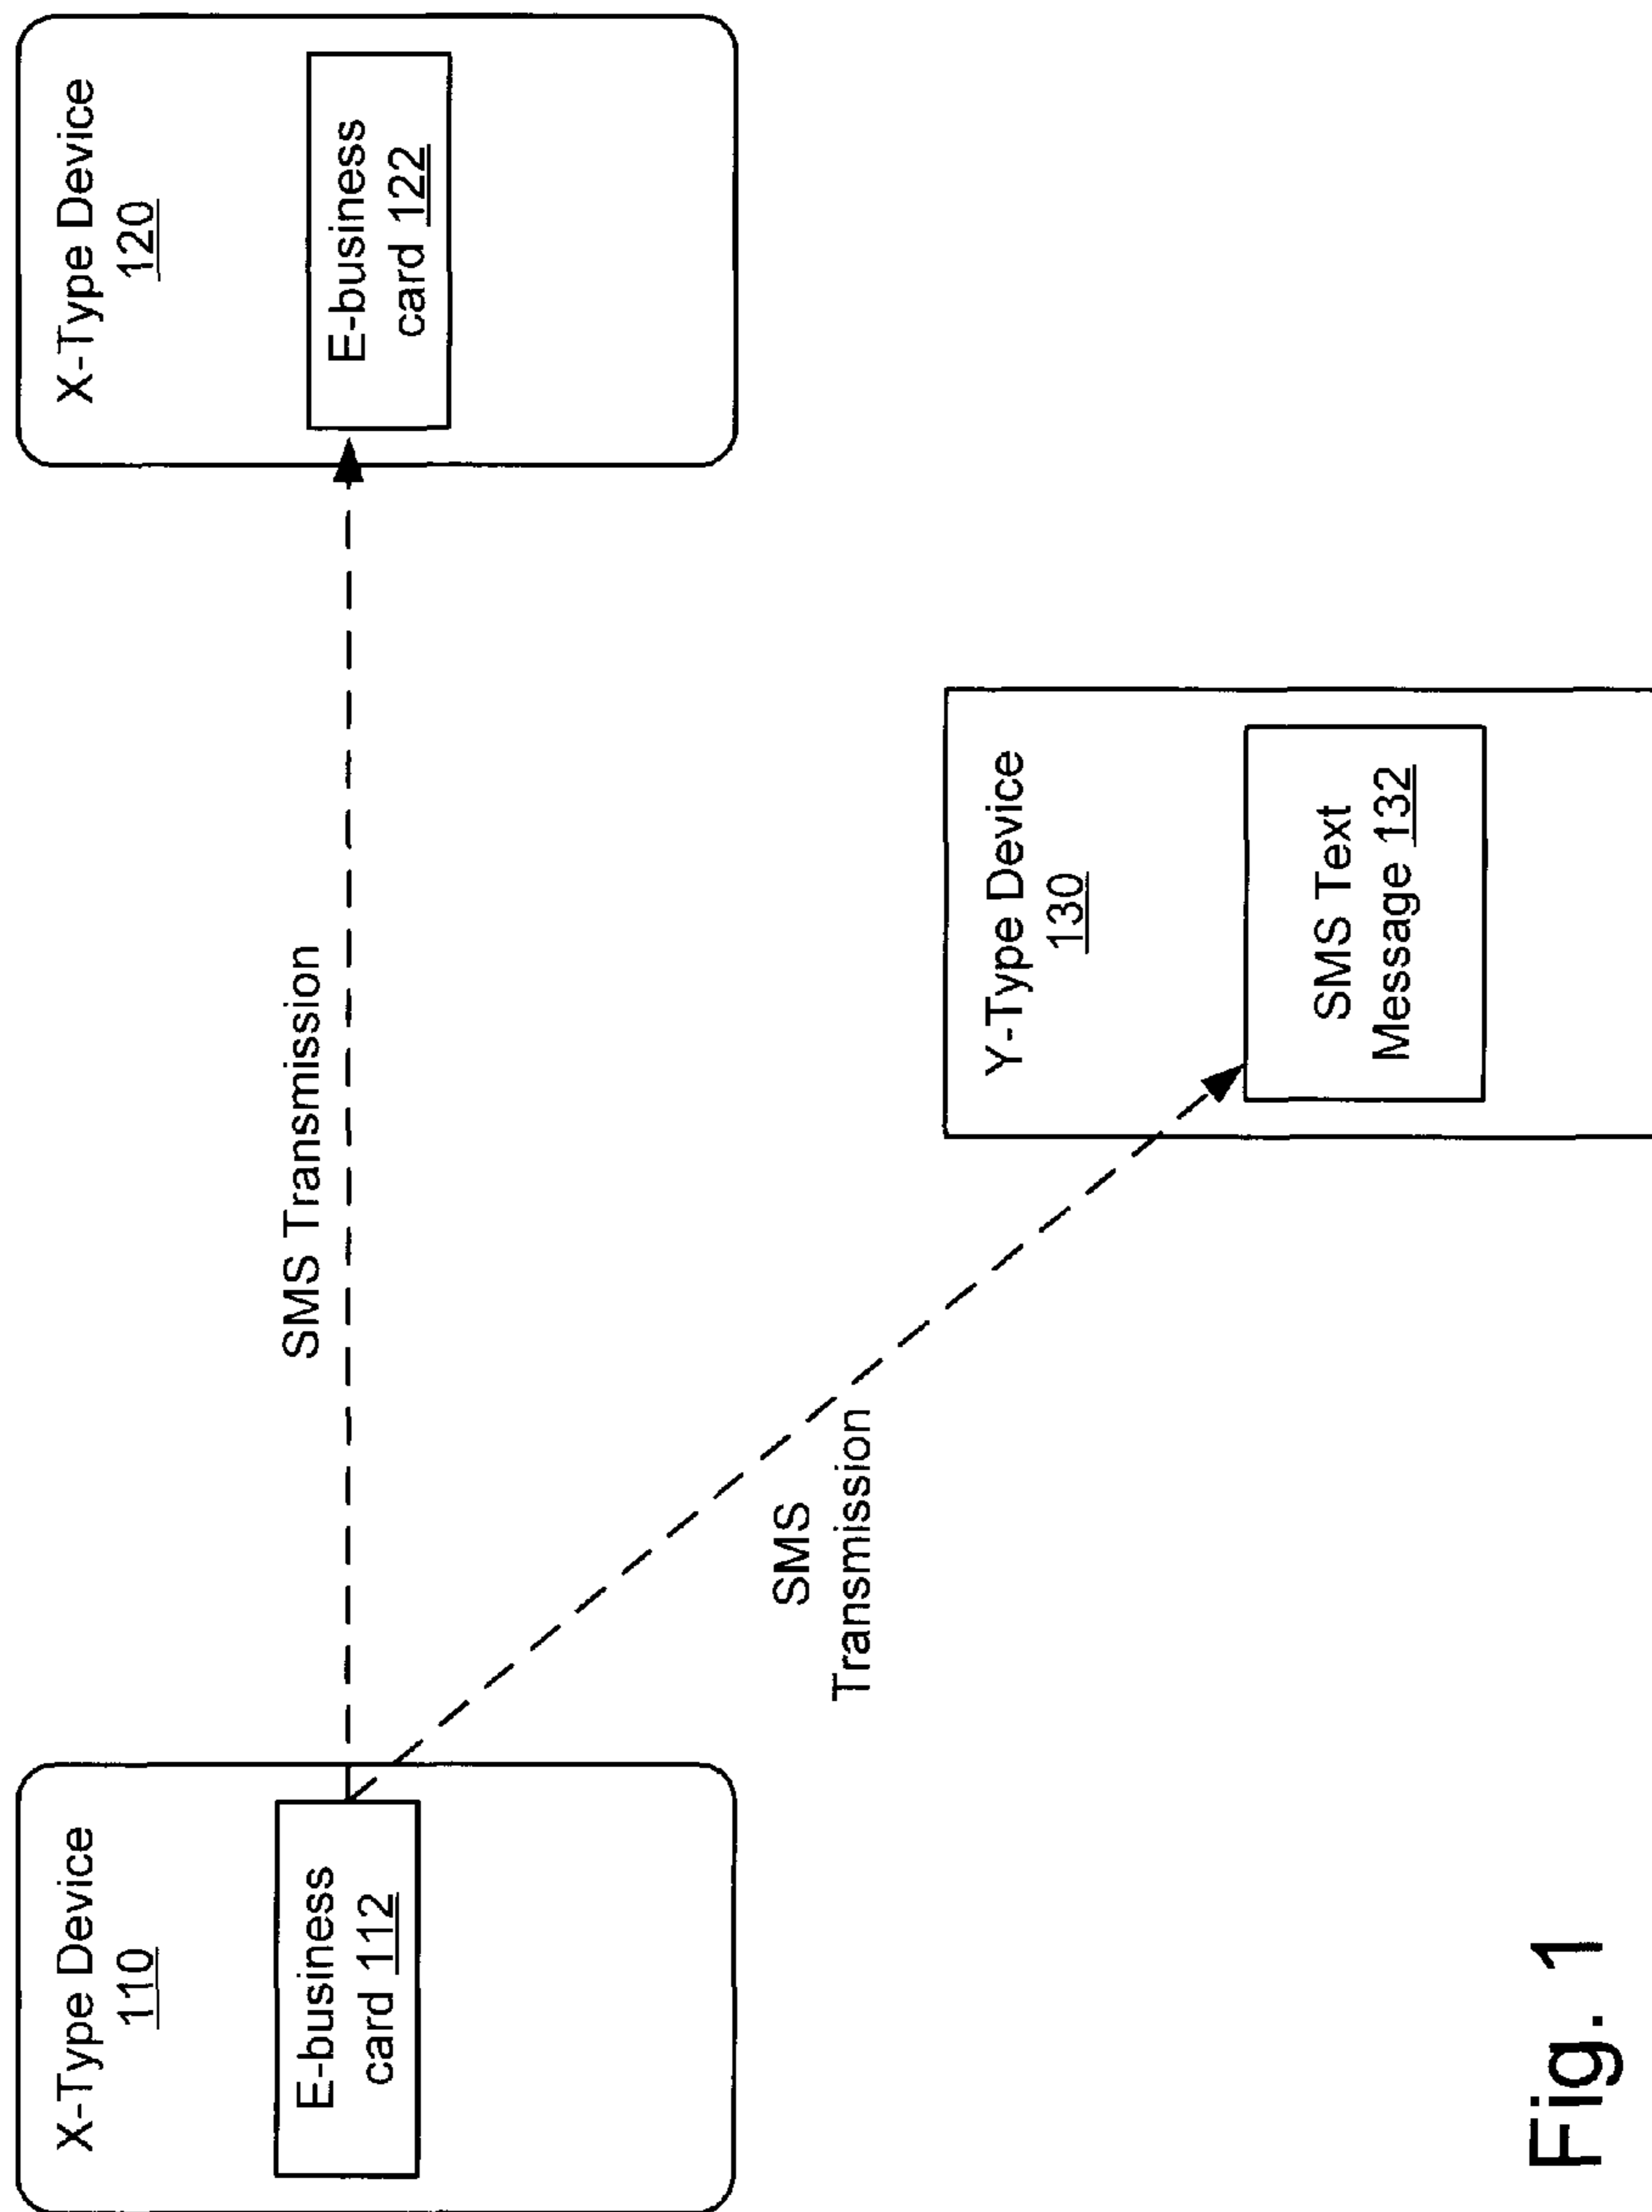 X-Type Device
110
E-business
card 112
SMS Transmission
X-Type Device
120
E-business
card 122
SMS
Transmission
Y-Type Device
130
SMS Text
Message 132
Fig. 1